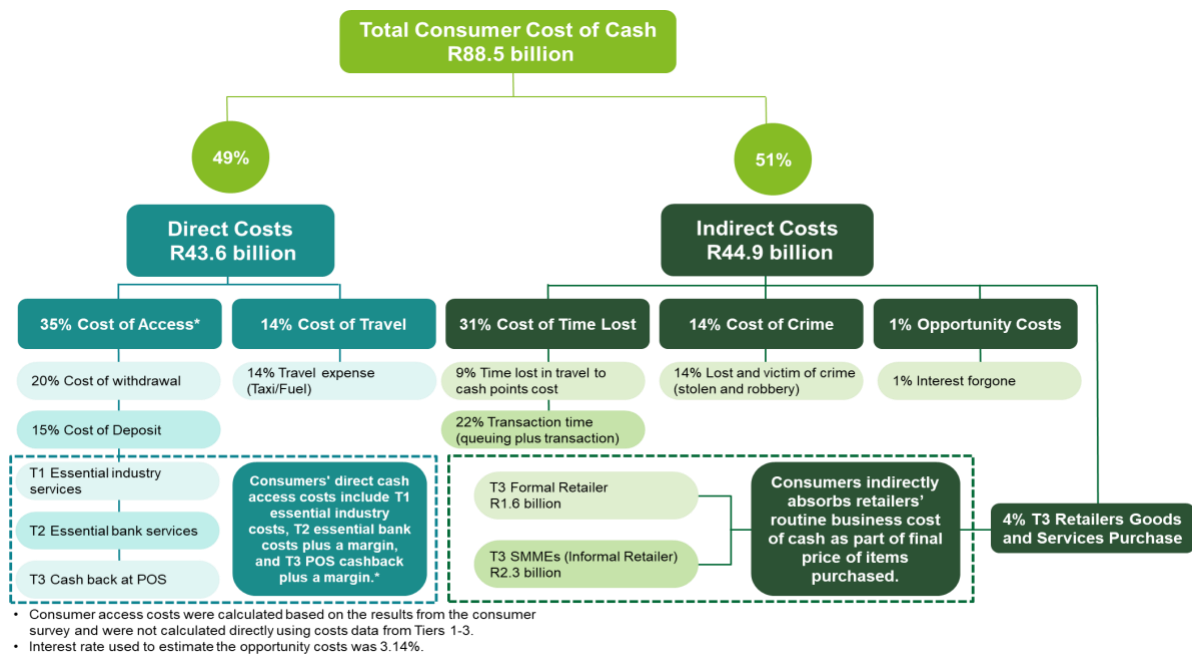 Total Consumer Cost of Cash
R88.5 billion
49%
51%
Direct Costs
R43.6 billion
Indirect Costs
R44.9 billion
35% Cost of Access*
14% Cost of Travel
31% Cost of Time Lost
14% Cost of Crime
1% Opportunity Costs
20% Cost of withdrawal
14% Travel expense
(Taxi/Fuel)
9% Time lost in travel to
cash points cost
14% Lost and victim of crime
(stolen and robbery)
1% Interest forgone
15% Cost of Deposit
22% Transaction time
(queuing plus transaction)
T1 Essential industry
services
T2 Essential bank services
T3 Cash back at POS
Consumers' direct cash
access costs include T1
essential industry
costs, T2 essential bank
costs plus a margin,
and T3 POS cashback
plus a margin.*
T3 Formal Retailer
R1.6 billion
T3 SMMEs (Informal Retailer)
R2.3 billion
Consumers indirectly
absorbs retailers'
routine business cost
of cash as part of final
price of items
purchased.
4% T3 Retailers Goods
and Services Purchase
• Consumer access costs were calculated based on the results from the consumer
survey and were not calculated directly using costs data from Tiers 1-3.
• Interest rate used to estimate the opportunity costs was 3.14%.